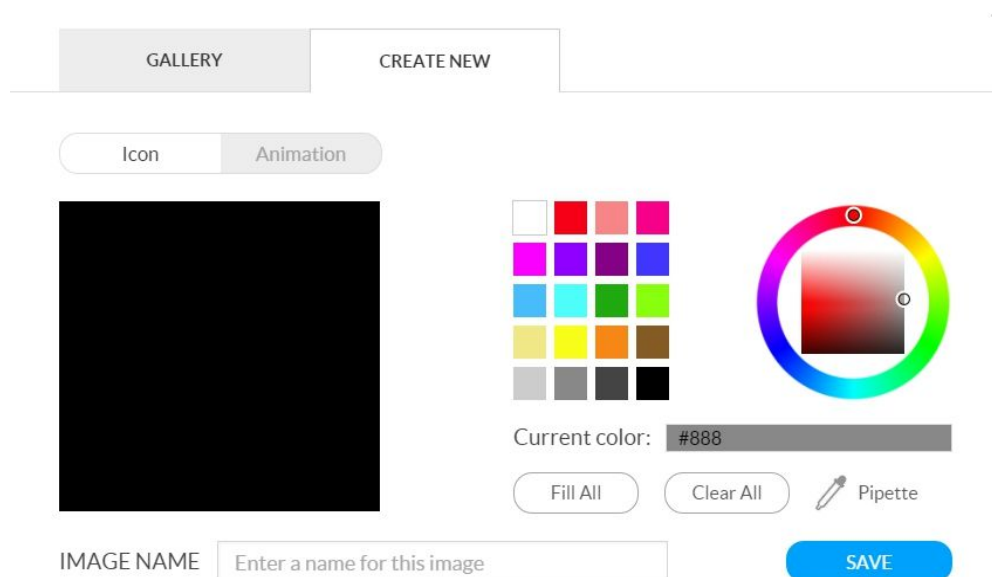 GALLERY
CREATE NEW
Icon
Animation
Current color:
#888
Fill All
Clear All
Pipette
IMAGE NAME
Enter a name for this image
SAVE